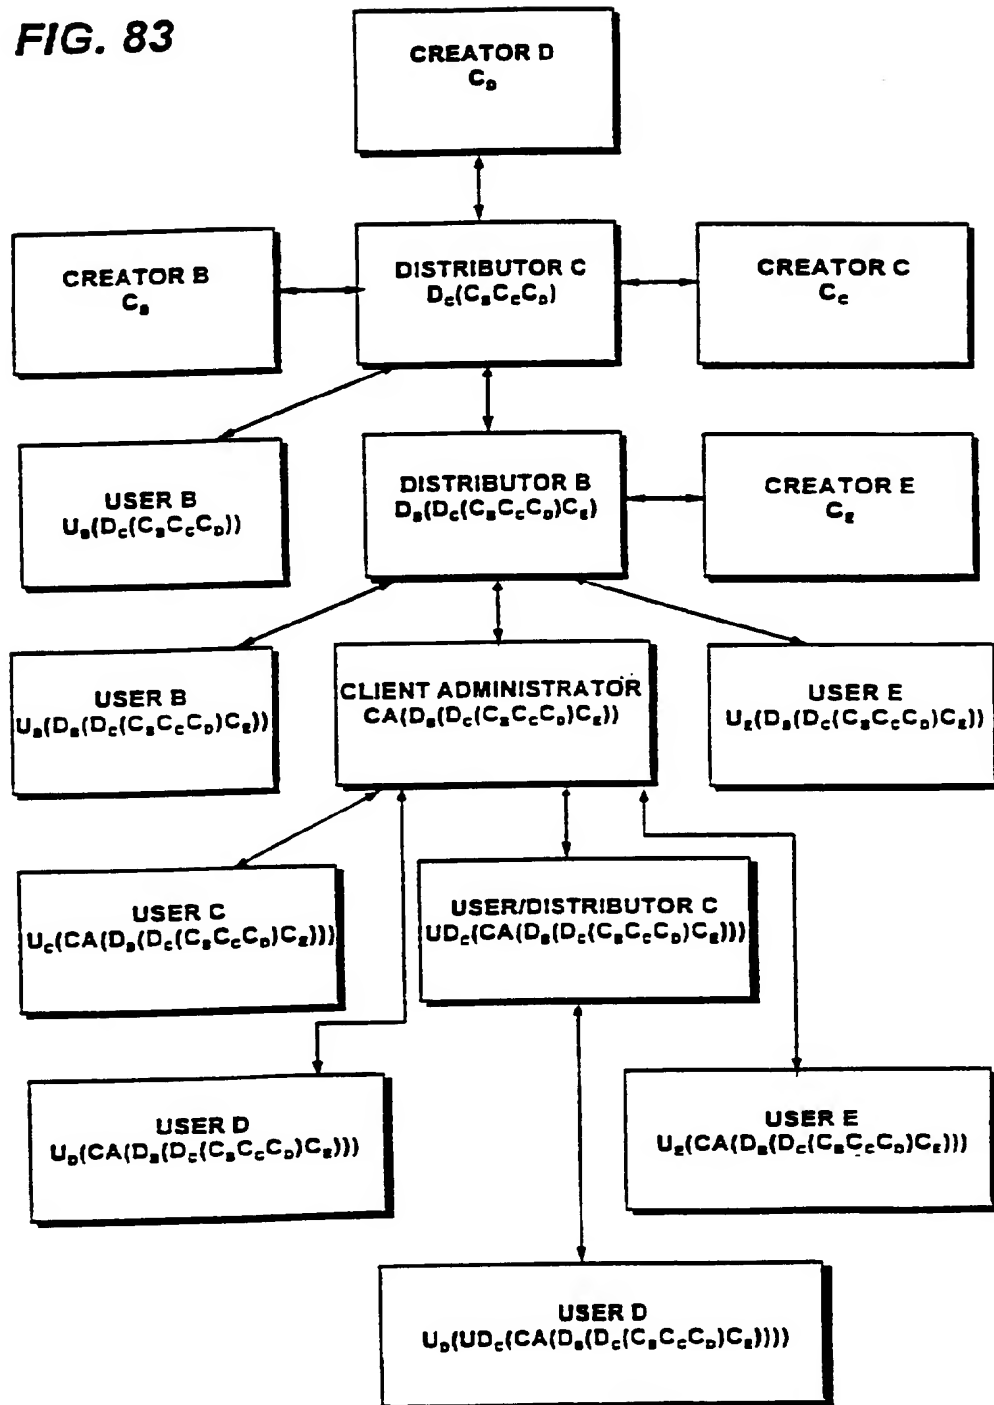 FIG. 83
CREATOR D
C_D
CREATOR B
C_B
DISTRIBUTOR C
D_C(C_BC_CC_D)
CREATOR C
C_C
USER B
U_B(D_C(C_BC_CC_D))
DISTRIBUTOR B
D_B(D_C(C_BC_CC_D)C_E)
CREATOR E
C_E
USER B
U_B(D_B(D_C(C_BC_CC_D)C_E))
CLIENT ADMINISTRATOR
CA(D_B(D_C(C_BC_CC_D)C_E))
USER E
U_E(D_B(D_C(C_BC_CC_D)C_E))
USER C
U_C(CA(D_B(D_C(C_BC_CC_D)C_E)))
USER/DISTRIBUTOR C
UD_C(CA(D_B(D_C(C_BC_CC_D)C_E)))
USER D
U_D(CA(D_B(D_C(C_BC_CC_D)C_E)))
USER E
U_E(CA(D_B(D_C(C_BC_CC_D)C_E)))
USER D
U_D(UD_C(CA(D_B(D_C(C_BC_CC_D)C_E))))